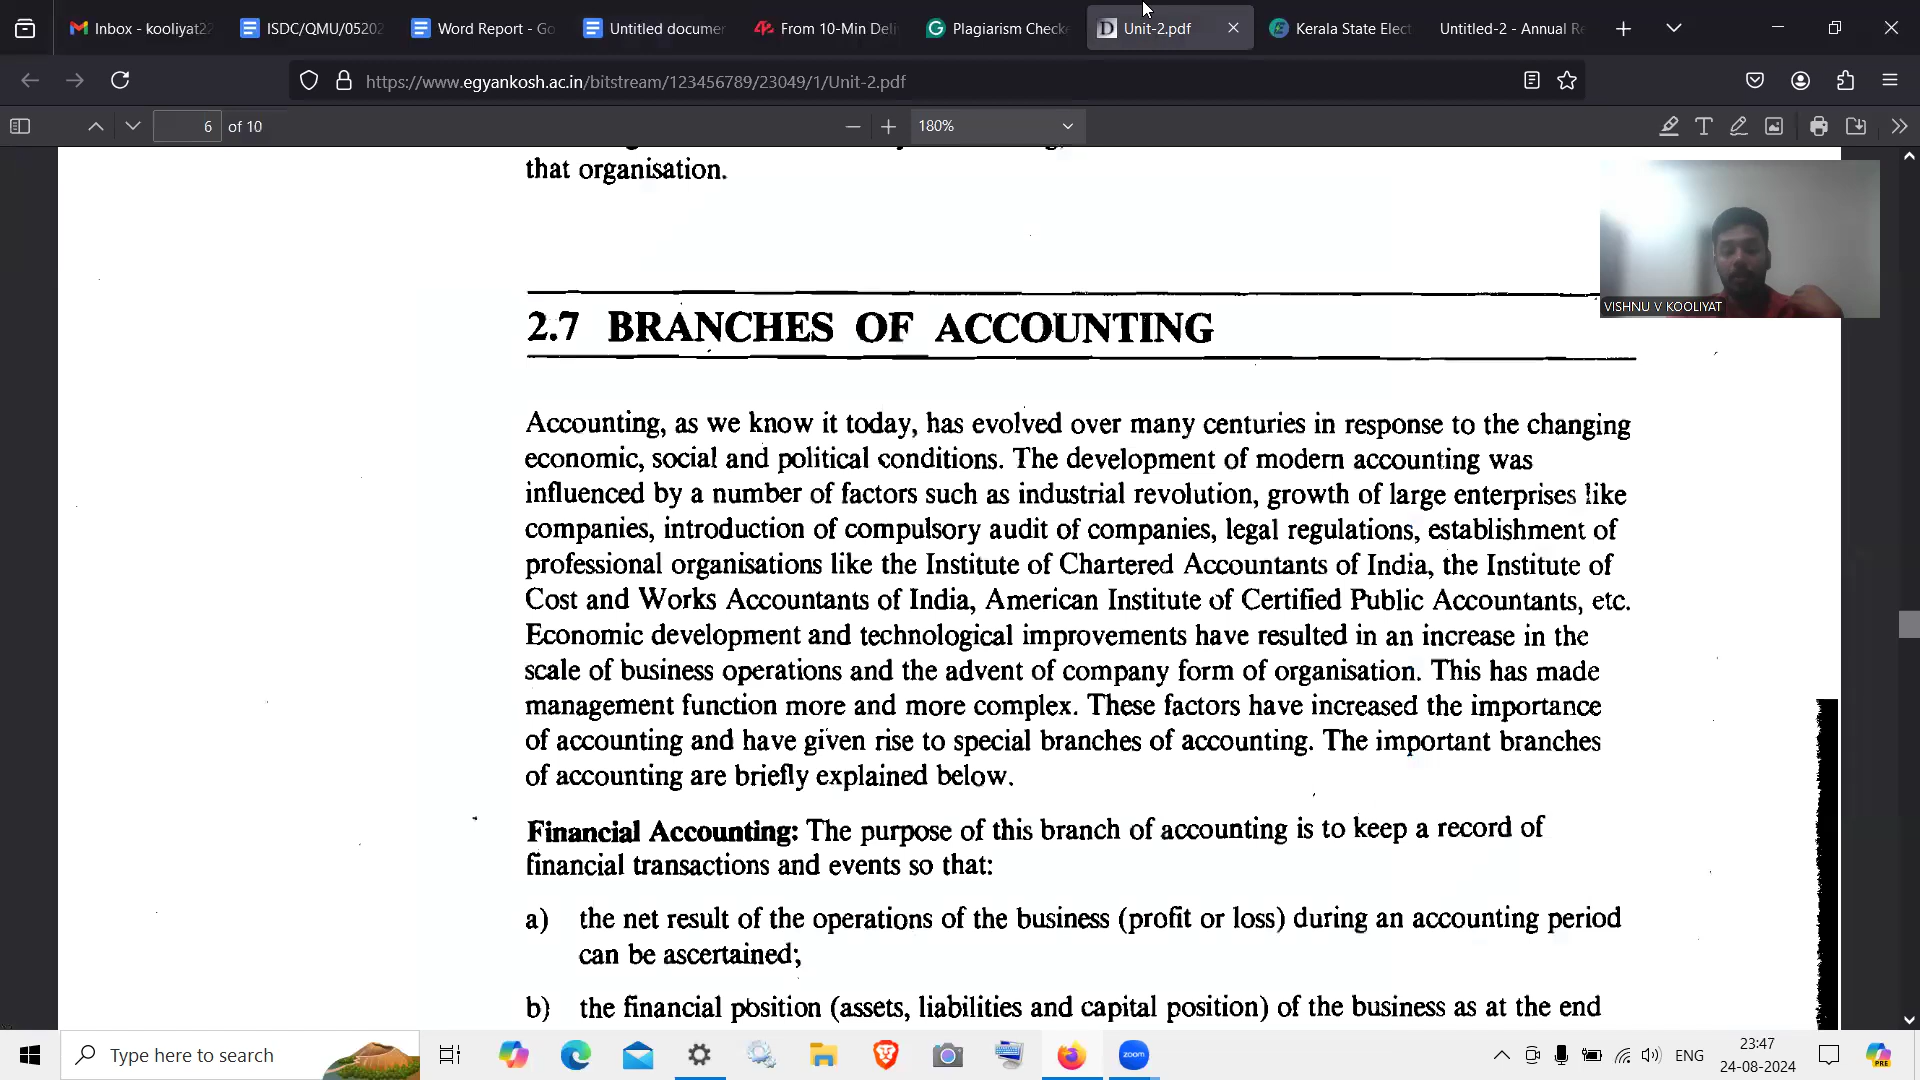 Inbox - kooliyat22
ISDC/QMU/05202
Word Report - Go
Untitled documen
From 10-Min Deli
Plagiarism Checke
Unit-2.pdf
Kerala State Elect
Untitled-2 - Annual Re
https://www.egyankosh.ac.in/bitstream/123456789/23049/1/Unit-2.pdf
6 of 10
180%
that organisation.
VISHNU V KOOLIYAT
2.7 BRANCHES OF ACCOUNTING
Accounting, as we know it today, has evolved over many centuries in response to the changing
economic, social and political conditions. The development of modern accounting was
influenced by a number of factors such as industrial revolution, growth of large enterprises like
companies, introduction of compulsory audit of companies, legal regulations, establishment of
professional organisations like the Institute of Chartered Accountants of India, the Institute of
Cost and Works Accountants of India, American Institute of Certified Public Accountants, etc.
Economic development and technological improvements have resulted in an increase in the
scale of business operations and the advent of company form of organisation. This has made
management function more and more complex. These factors have increased the importance
of accounting and have given rise to special branches of accounting. The important branches
of accounting are briefly explained below.
Financial Accounting: The purpose of this branch of accounting is to keep a record of
financial transactions and events so that:
a) the net result of the operations of the business (profit or loss) during an accounting period
can be ascertained;
b) the financial position (assets, liabilities and capital position) of the business as at the end
Type here to search
zoom
ENG
23:47
24-08-2024
PRE